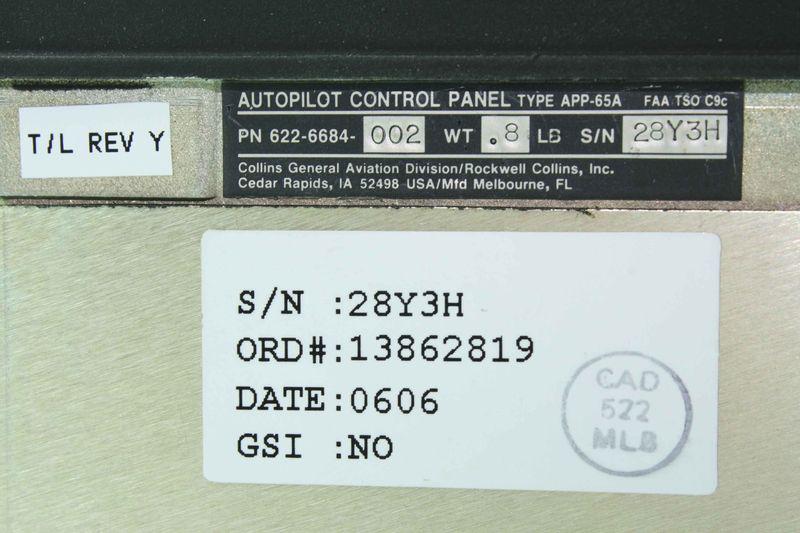 T/L REV Y
AUTOPILOT CONTROL PANEL TYPE APP-65A FAA TSO C9c
PN 622-6684-002 WT .8 LB S/N 28Y3H
Collins General Aviation Division/Rockwell Collins, Inc.
Cedar Rapids, IA 52498 USA/Mfd Melbourne, FL
S/N :28Y3H
ORD#:13862819
DATE:0606
GSI :NO
CAD
522
MLB